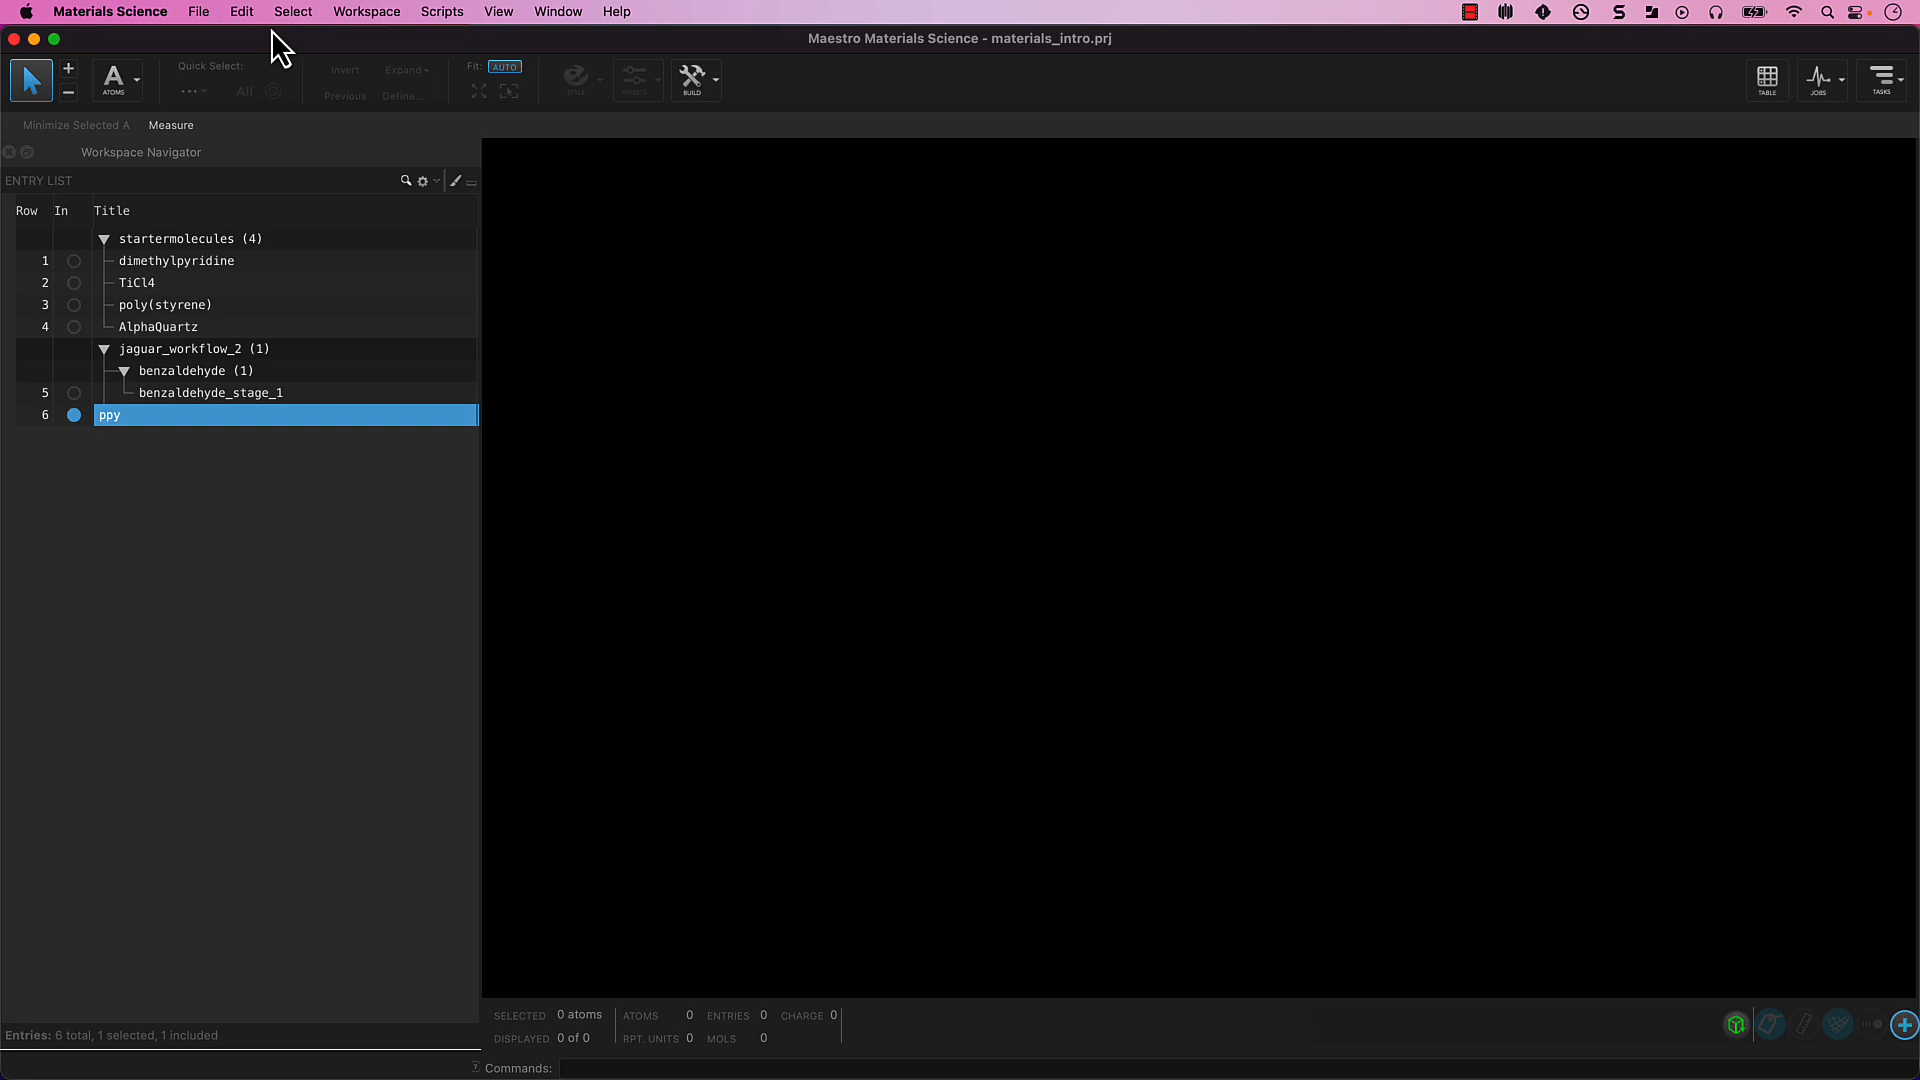 Materials Science File Edit Select Workspace Scripts View Window Help
Maestro Materials Science - materials_intro.prj
ATOMS
Quick Select:
All
Invert Expand
Previous Define...
Fit: AUTO
STYLE
PRESETS
BUILD
TABLE
JOBS
TASKS
Minimize Selected A Measure
Workspace Navigator
ENTRY LIST
Row In Title
startermolecules (4)
1 dimethylpyridine
2 TiCl4
3 poly(styrene)
4 AlphaQuartz
jaguar_workflow_2 (1)
benzaldehyde (1)
5 benzaldehyde_stage_1
6 ppy
Entries: 6 total, 1 selected, 1 included
SELECTED 0 atoms ATOMS 0 ENTRIES 0 CHARGE 0
DISPLAYED 0 of 0 RPT. UNITS 0 MOLS 0
Commands: